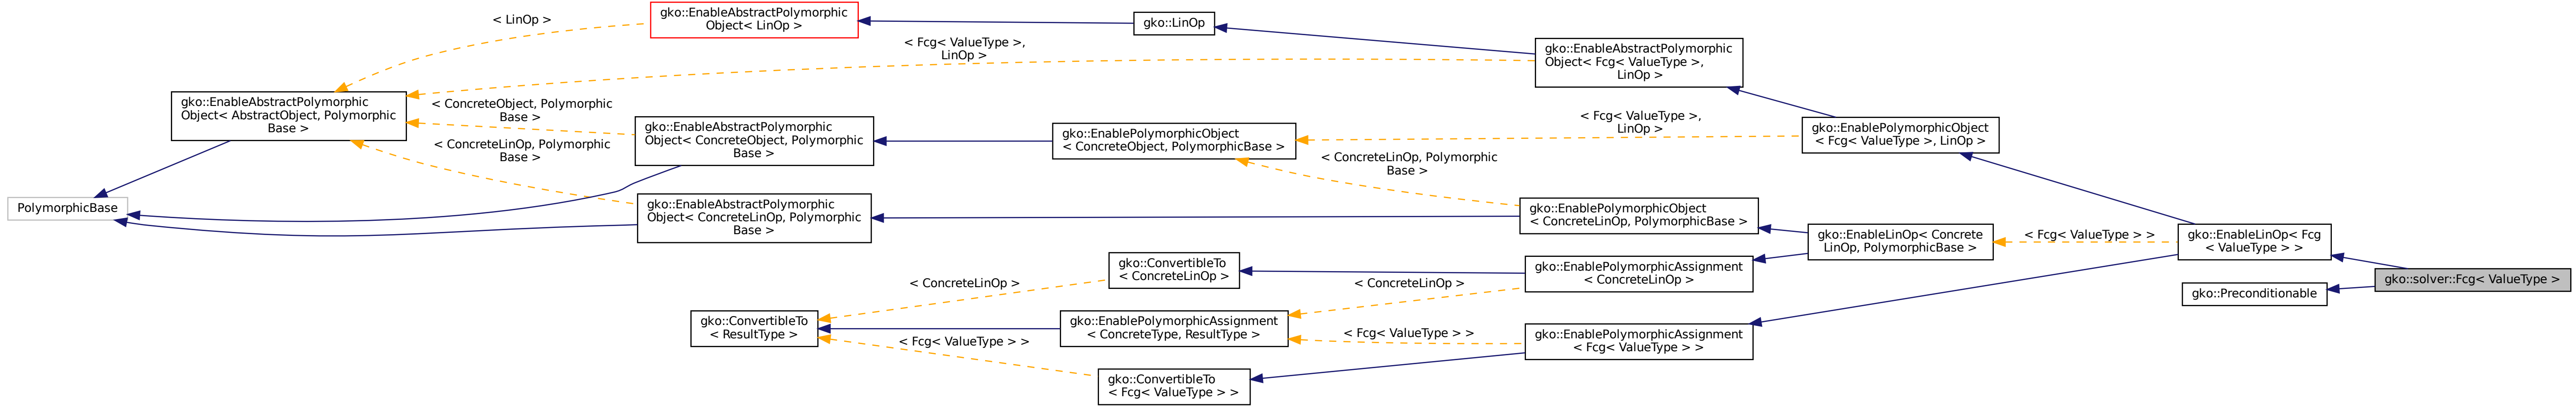 PolymorphicBase
gko::EnableAbstractPolymorphic
Object< AbstractObject, Polymorphic
Base >
< LinOp >
< Fcg< ValueType >,
LinOp >
< ConcreteObject, Polymorphic
Base >
< ConcreteLinOp, Polymorphic
Base >
gko::EnableAbstractPolymorphic
Object< LinOp >
gko::EnableAbstractPolymorphic
Object< ConcreteObject, Polymorphic
Base >
gko::EnableAbstractPolymorphic
Object< ConcreteLinOp, Polymorphic
Base >
gko::ConvertibleTo
< ResultType >
< ConcreteLinOp >
< Fcg< ValueType > >
gko::LinOp
gko::EnablePolymorphicObject
< ConcreteObject, PolymorphicBase >
gko::ConvertibleTo
< ConcreteLinOp >
gko::EnablePolymorphicAssignment
< ConcreteType, ResultType >
gko::ConvertibleTo
< Fcg< ValueType > >
< Fcg< ValueType >,
LinOp >
< ConcreteLinOp, Polymorphic
Base >
< ConcreteLinOp >
< Fcg< ValueType > >
gko::EnableAbstractPolymorphic
Object< Fcg< ValueType >,
LinOp >
gko::EnablePolymorphicObject
< ConcreteLinOp, PolymorphicBase >
gko::EnablePolymorphicAssignment
< ConcreteLinOp >
gko::EnablePolymorphicAssignment
< Fcg< ValueType > >
gko::EnablePolymorphicObject
< Fcg< ValueType >, LinOp >
gko::EnableLinOp< Concrete
LinOp, PolymorphicBase >
< Fcg< ValueType > >
gko::EnableLinOp< Fcg
< ValueType > >
gko::Preconditionable
gko::solver::Fcg< ValueType >